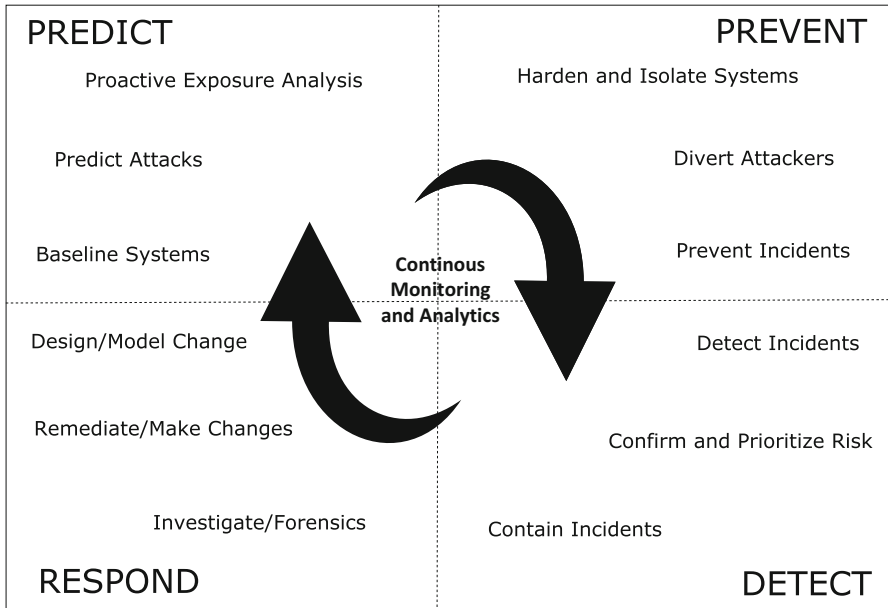 PREDICT
Proactive Exposure Analysis
Predict Attacks
Baseline Systems
PREVENT
Harden and Isolate Systems
Divert Attackers
Prevent Incidents
Continous
Monitoring
and Analytics
Design/Model Change
Remediate/Make Changes
Investigate/Forensics
RESPOND
Detect Incidents
Confirm and Prioritize Risk
Contain Incidents
DETECT